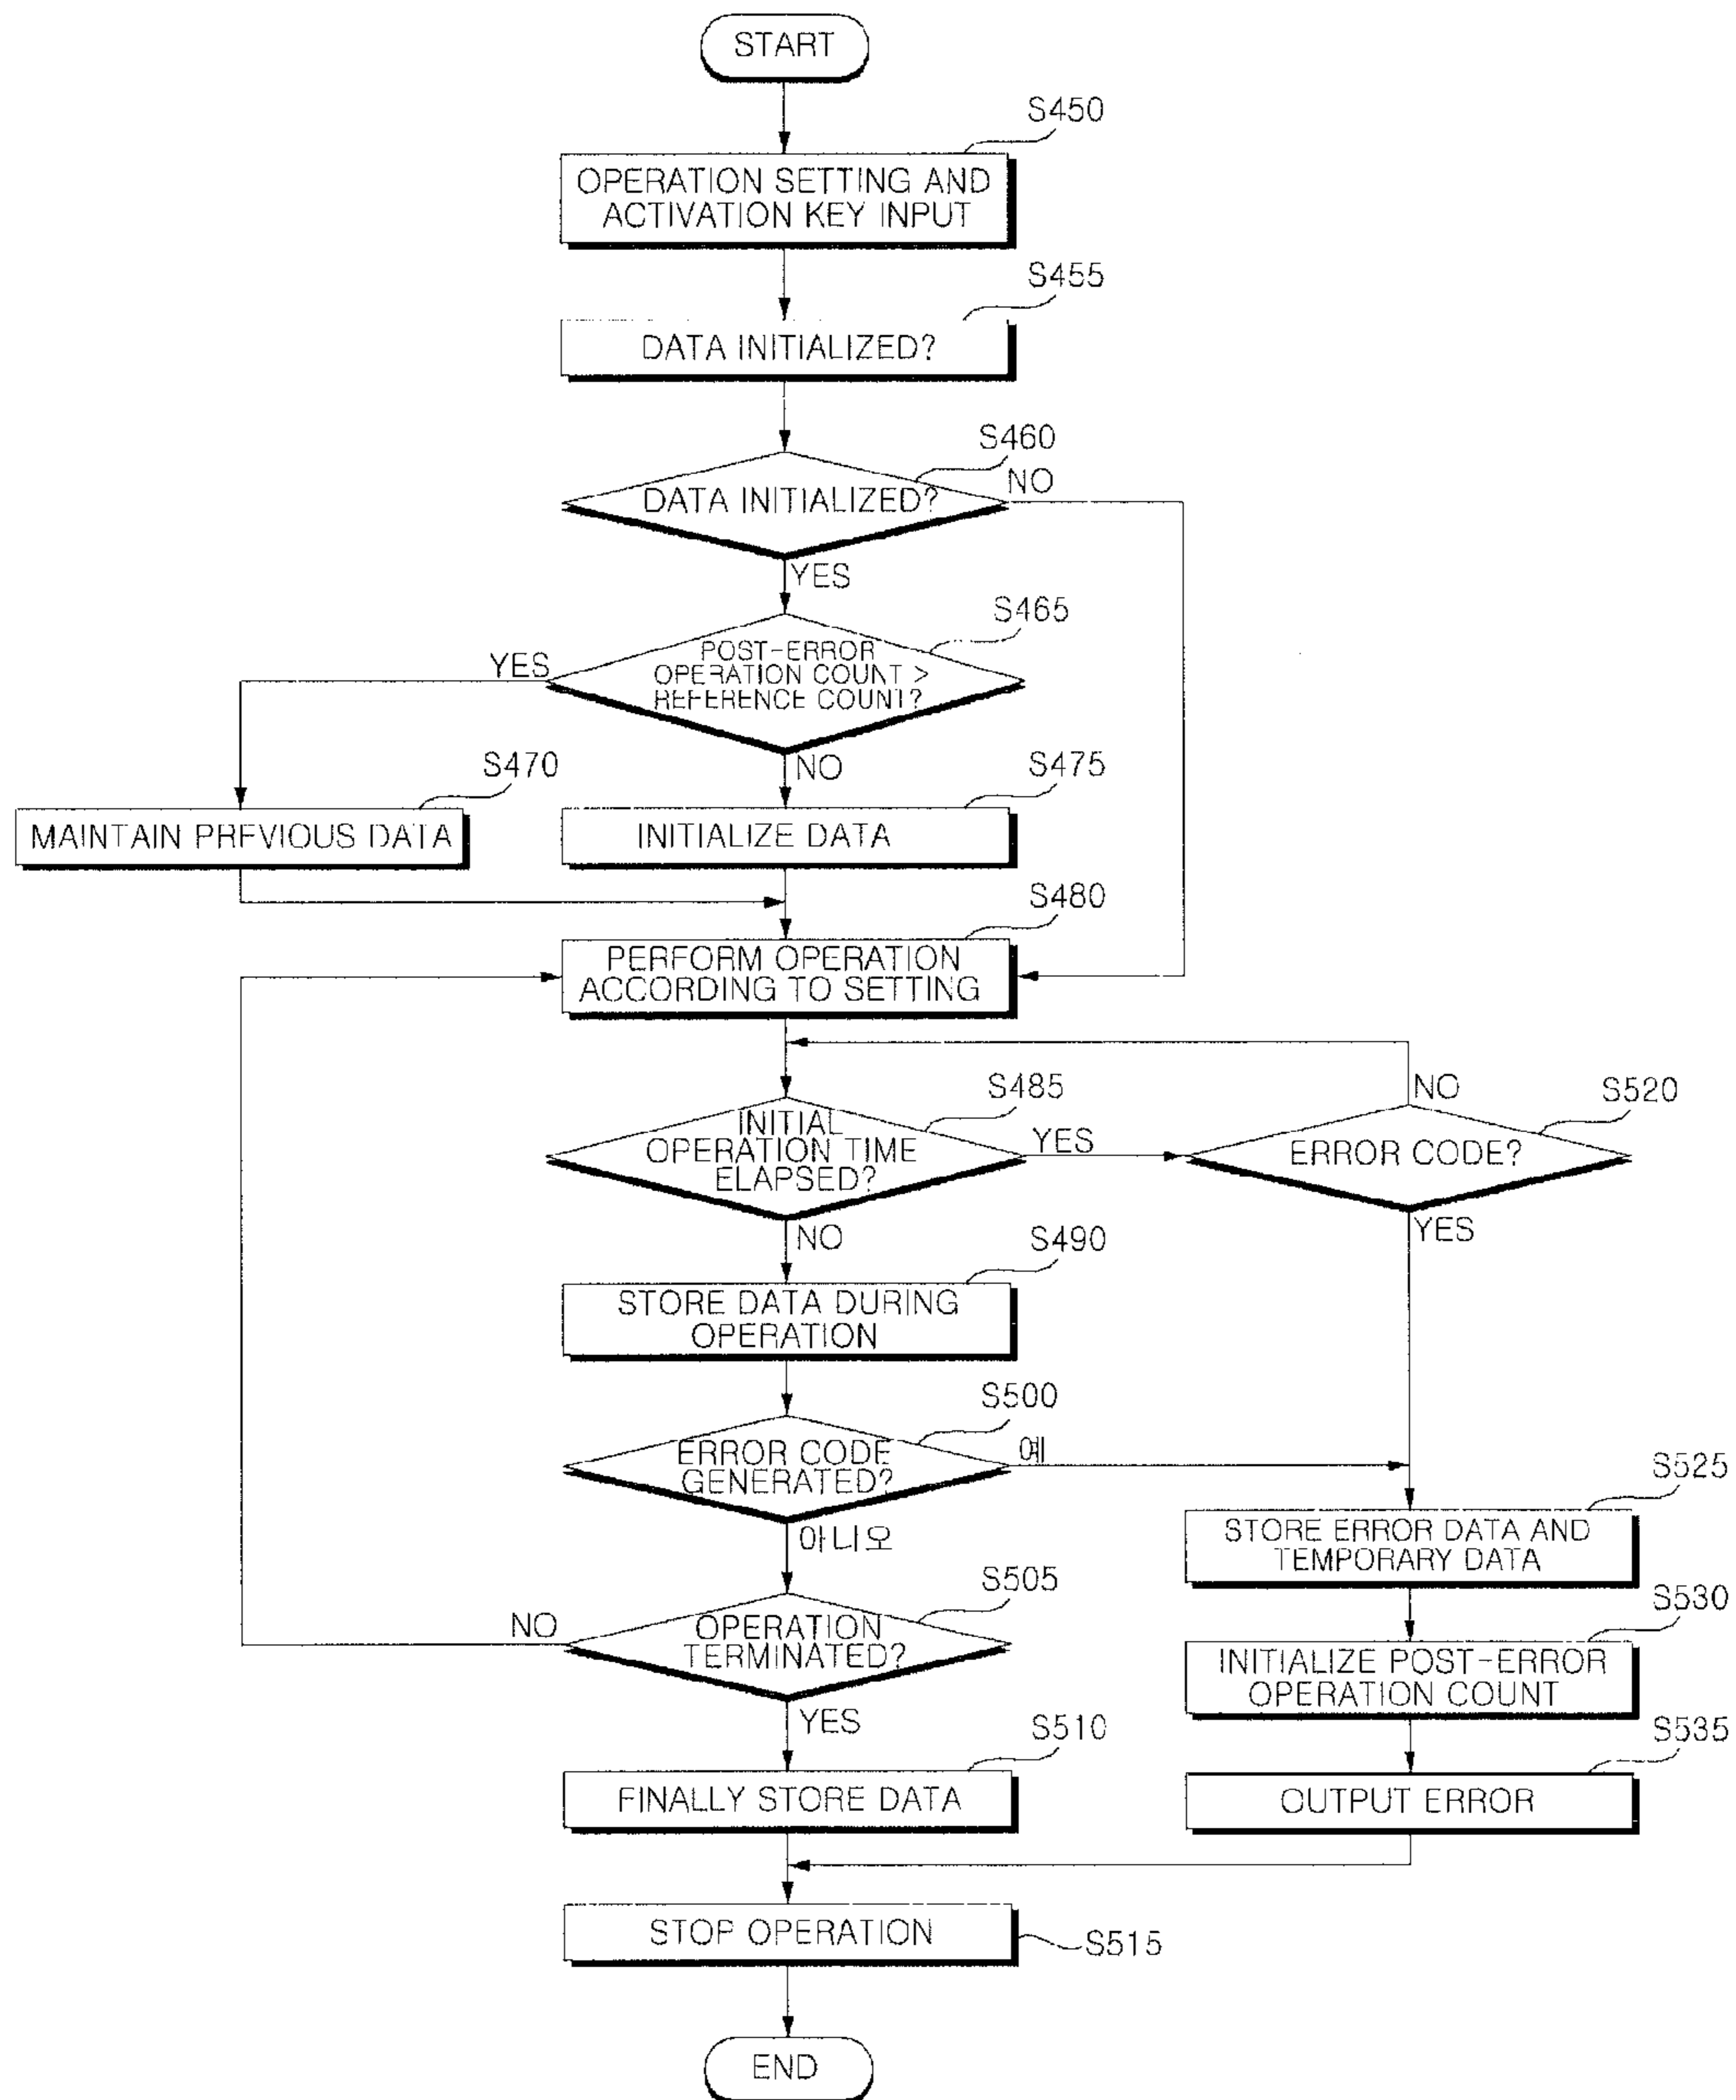 START
S450
OPERATION SETTING AND
ACTIVATION KEY INPUT
S455
DATA INITIALIZED?
S460
DATA INITIALIZED?
NO
YES
S465
POST-ERROR
OPERATION COUNT >
REFERENCE COUNT?
YES
NO
S470
MAINTAIN PREVIOUS DATA
S475
INITIALIZE DATA
S480
PERFORM OPERATION
ACCORDING TO SETTING
S485
INITIAL
OPERATION TIME
ELAPSED?
YES
NO
S520
ERROR CODE?
NO
YES
S490
STORE DATA DURING
OPERATION
S500
ERROR CODE
GENERATED?
예
아니오
S525
STORE ERROR DATA AND
TEMPORARY DATA
S505
OPERATION
TERMINATED?
NO
YES
S530
INITIALIZE POST-ERROR
OPERATION COUNT
S510
FINALLY STORE DATA
S535
OUTPUT ERROR
STOP OPERATION
S515
END